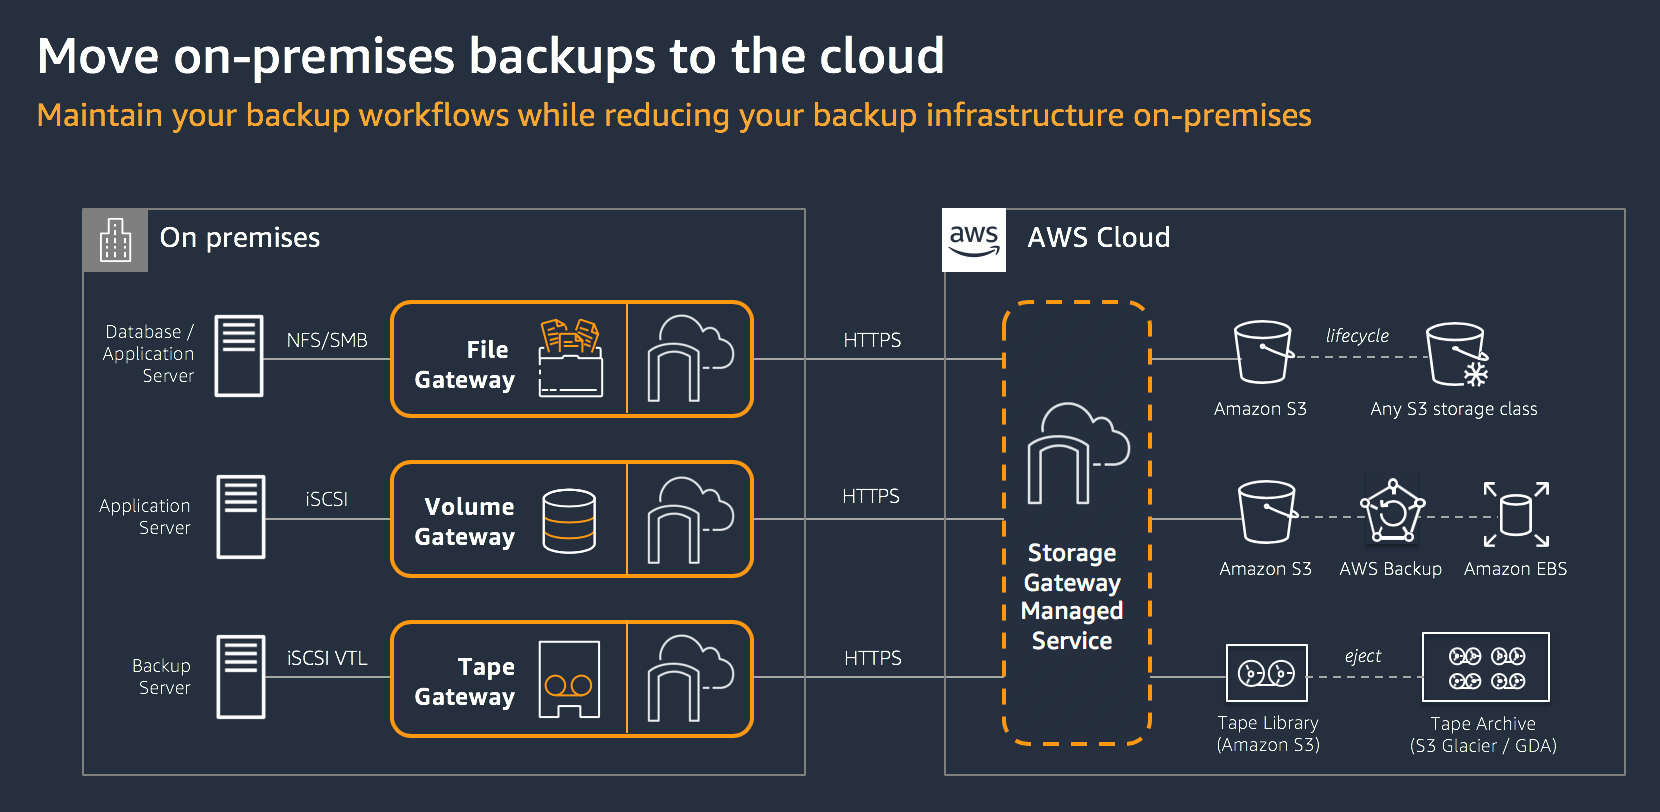 Move on-premises backups to the cloud
Maintain your backup workflows while reducing your backup infrastructure on-premises
On premises
aws
AWS Cloud
Database /
Application
Server
NFS/SMB
File
Gateway
HTTPS
lifecycle
Amazon S3
Any S3 storage class
Application
Server
iSCSI
Volume
Gateway
HTTPS
Storage
Gateway
Managed
Service
Amazon S3
AWS Backup
Amazon EBS
Backup
Server
iSCSI VTL
Tape
Gateway
HTTPS
eject
Tape Library
(Amazon S3)
Tape Archive
(S3 Glacier / GDA)